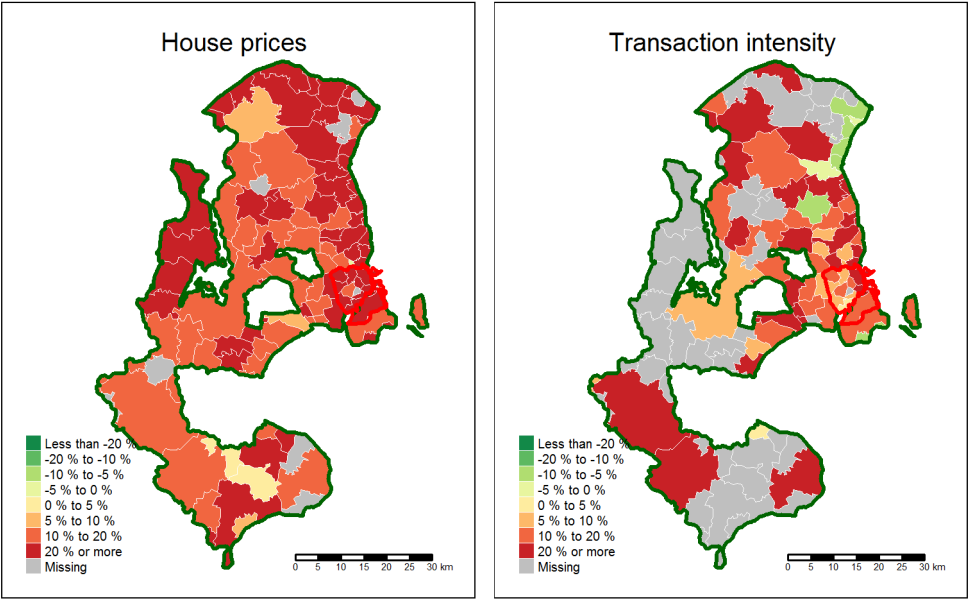 House prices
Less than -20 %
-20 % to -10 %
-10 % to -5 %
-5 % to 0 %
0 % to 5 %
5 % to 10 %
10 % to 20 %
20 % or more
Missing
0 5 10 15 20 25 30 km
Transaction intensity
Less than -20 %
-20 % to -10 %
-10 % to -5 %
-5 % to 0 %
0 % to 5 %
5 % to 10 %
10 % to 20 %
20 % or more
Missing
0 5 10 15 20 25 30 km